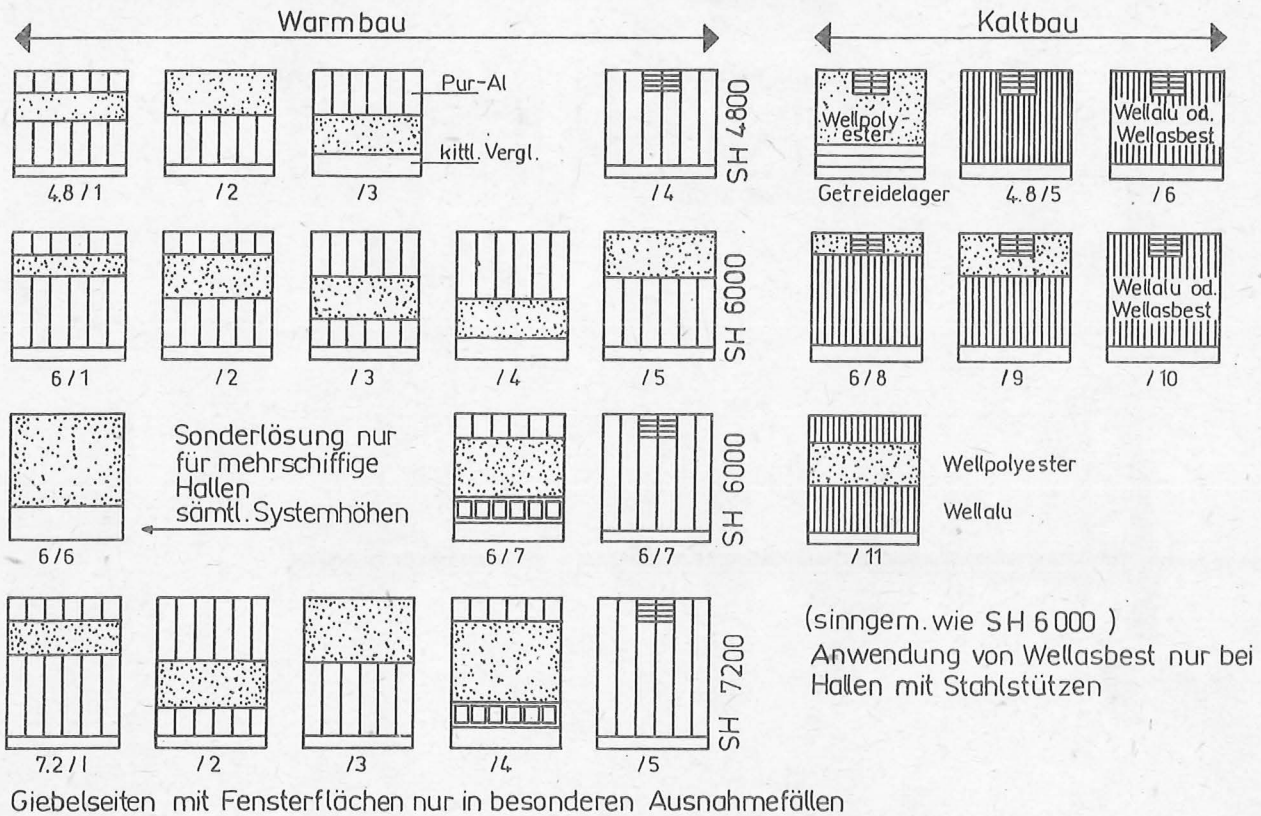 Warmbau
Kaltbau
Pur-Al
kittl. Vergl.
4.8 / 1
/ 2
/ 3
/ 4
SH 4800
Wellpoly-
ester
Getreidelager
4.8 / 5
Wellalu od.
Wellasbest
/ 6
6 / 1
/ 2
/ 3
/ 4
/ 5
SH 6000
6 / 8
/ 9
Wellalu od.
Wellasbest
/ 10
6 / 6
Sonderlösung nur
für mehrschiffige
Hallen
sämtl. Systemhöhen
6 / 7
6 / 7
SH 6000
/ 11
Wellpolyester
Wellalu
7.2 / 1
/ 2
/ 3
/ 4
/ 5
SH 7200
(sinngem. wie SH 6000 )
Anwendung von Wellasbest nur bei
Hallen mit Stahlstützen
Giebelseiten mit Fensterflächen nur in besonderen Ausnahmefällen